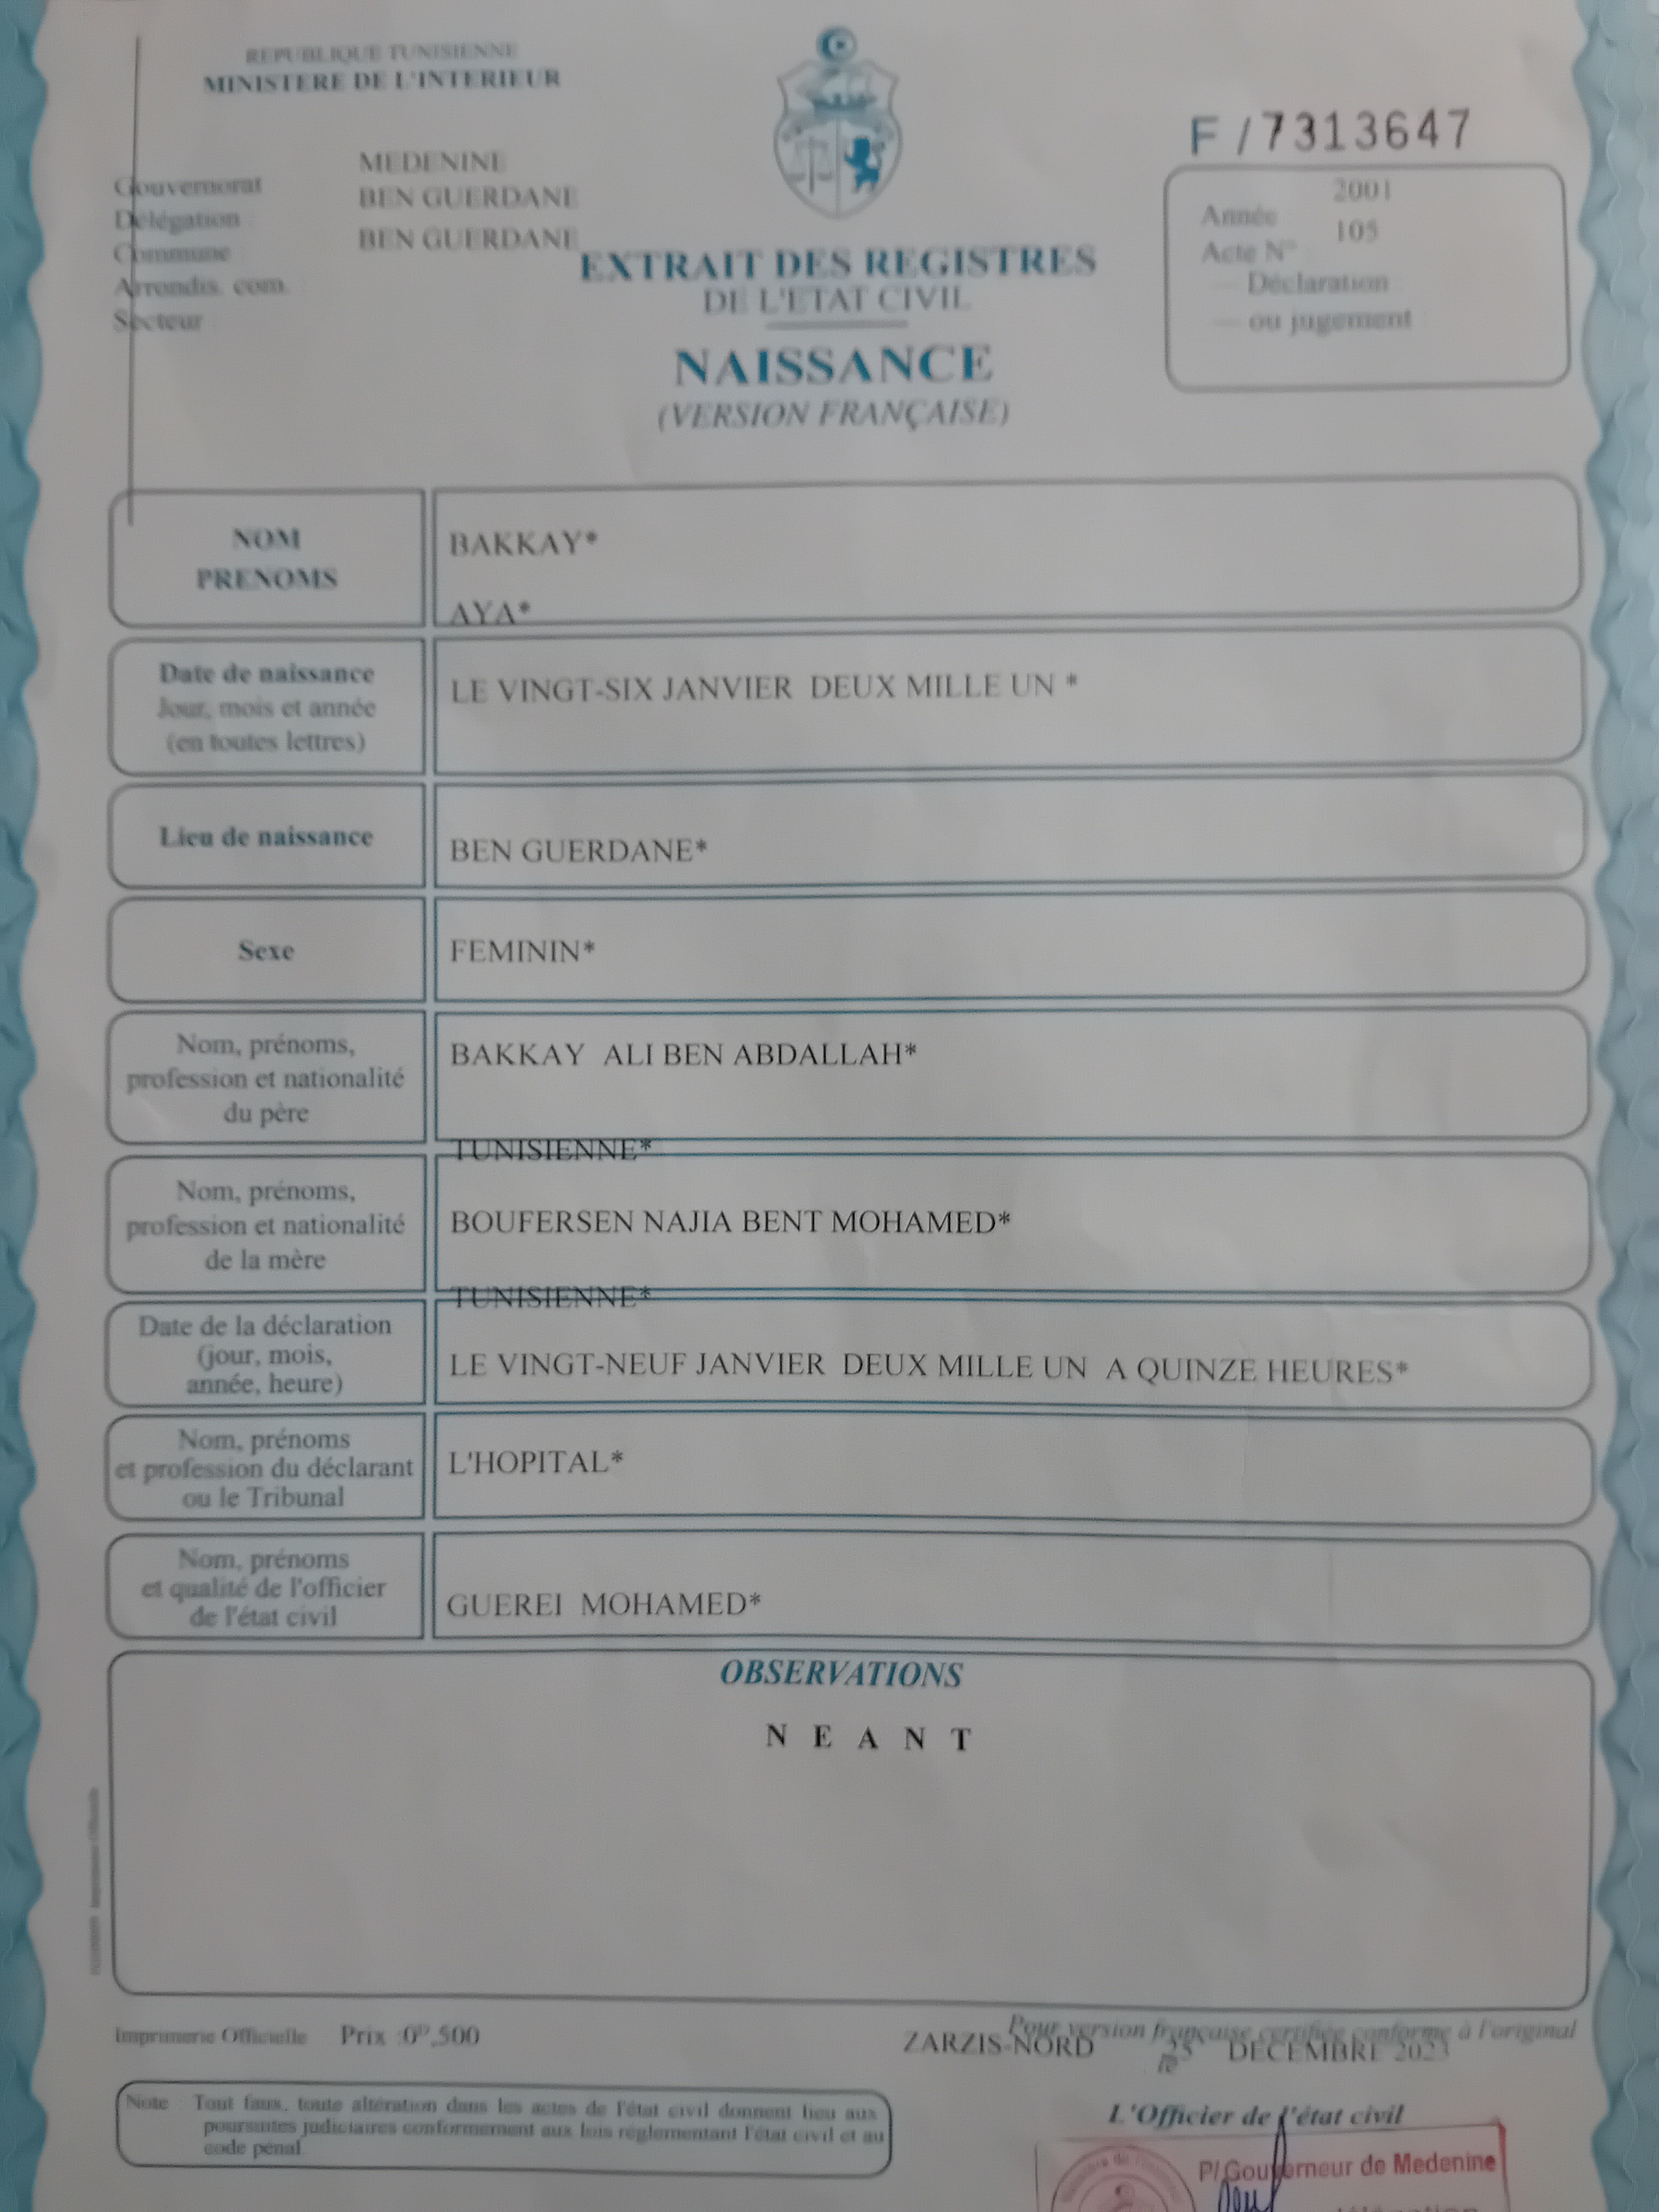 REPUBLIQUE TUNISIENNE
MINISTERE DE L'INTERIEUR
F / 7313647
Gouvernorat MEDENINE
Délégation BEN GUERDANE
Commune BEN GUERDANE
Arrondis. com.
Secteur
Année 2001
Acte N° 105
— Déclaration
— ou jugement
EXTRAIT DES REGISTRES
DE L'ETAT CIVIL
NAISSANCE
(VERSION FRANÇAISE)
NOM
PRENOMS
BAKKAY*
AYA*
Date de naissance
Jour, mois et année
(en toutes lettres)
LE VINGT-SIX JANVIER DEUX MILLE UN *
Lieu de naissance
BEN GUERDANE*
Sexe
FEMININ*
Nom, prénoms,
profession et nationalité
du père
BAKKAY ALI BEN ABDALLAH*
TUNISIENNE*
Nom, prénoms,
profession et nationalité
de la mère
BOUFERSEN NAJIA BENT MOHAMED*
TUNISIENNE*
Date de la déclaration
(jour, mois,
année, heure)
LE VINGT-NEUF JANVIER DEUX MILLE UN A QUINZE HEURES*
Nom, prénoms
et profession du déclarant
ou le Tribunal
L'HOPITAL*
Nom, prénoms
et qualité de l'officier
de l'état civil
GUEREI MOHAMED*
OBSERVATIONS
N E A N T
Imprimerie Officielle Prix :0ᴰ,500
Pour version française certifiée conforme à l'original
ZARZIS-NORD le 25 DECEMBRE 2023
Note : Tout faux, toute altération dans les actes de l'état civil donnent lieu aux
poursuites judiciaires conformement aux lois réglementant l'état civil et au
code pénal.
L'Officier de l'état civil
P/ Gouverneur de Medenine